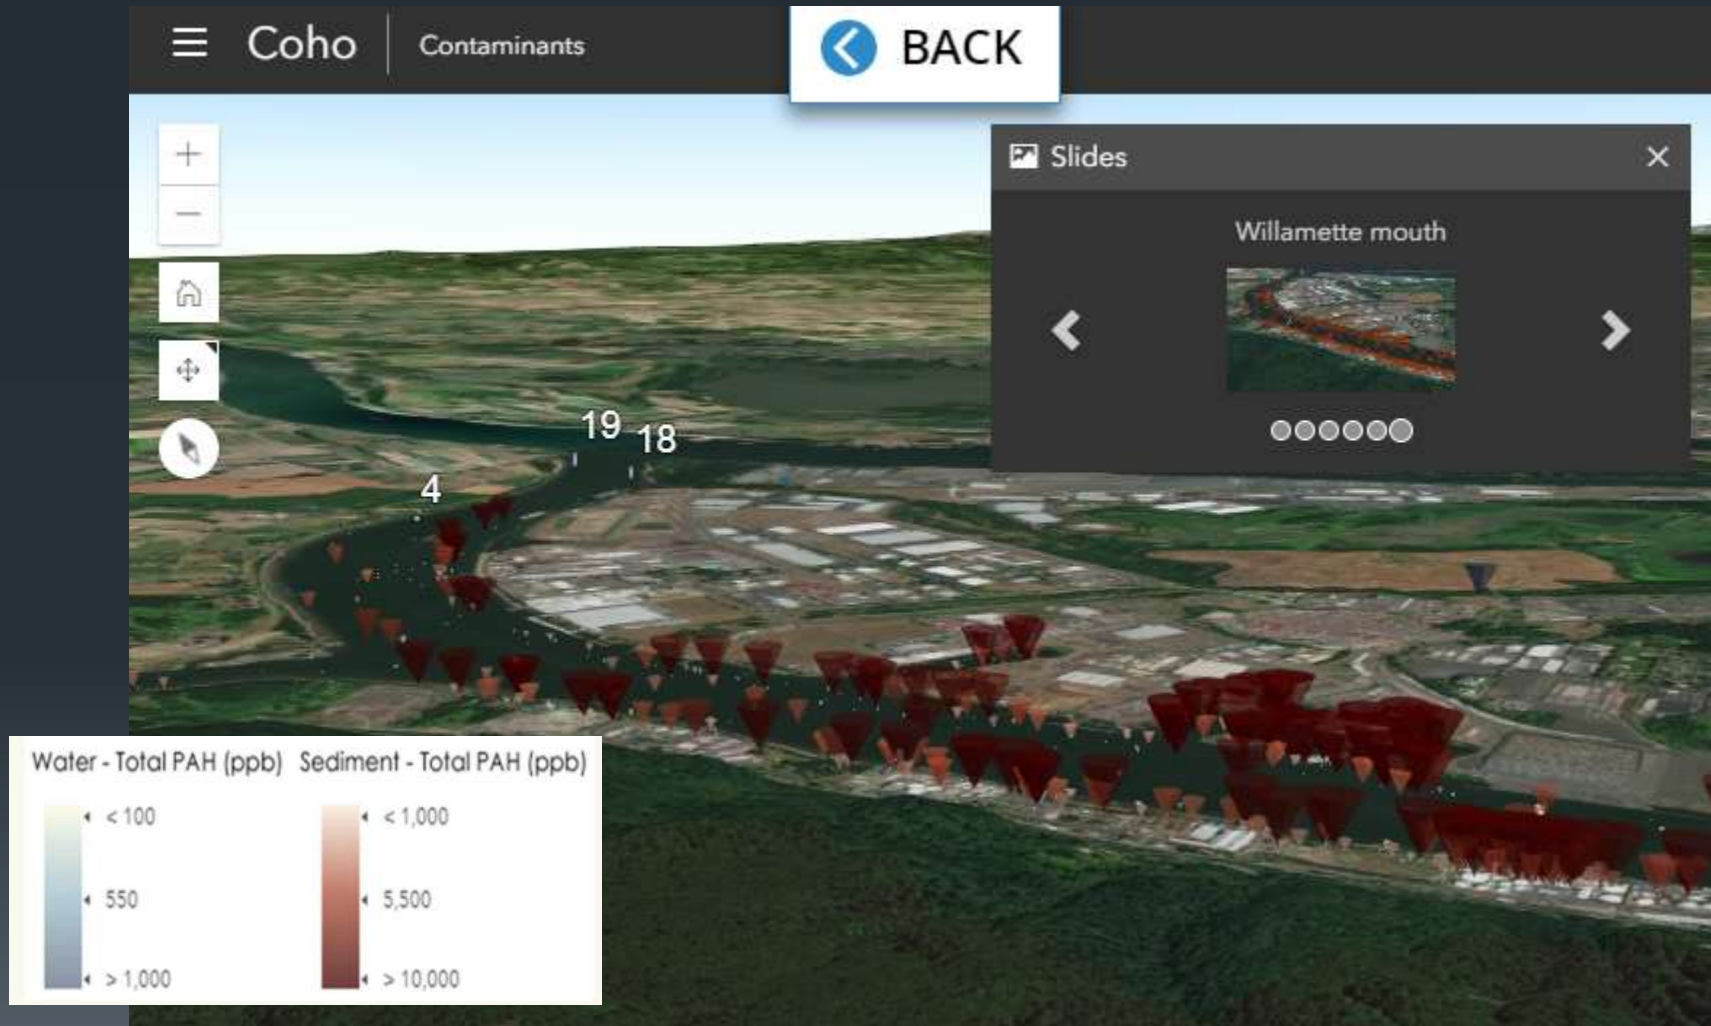 Coho
Contaminants
BACK
Slides
Willamette mouth
19
18
4
Water - Total PAH (ppb)
Sediment - Total PAH (ppb)
< 100
< 1,000
550
5,500
> 1,000
> 10,000